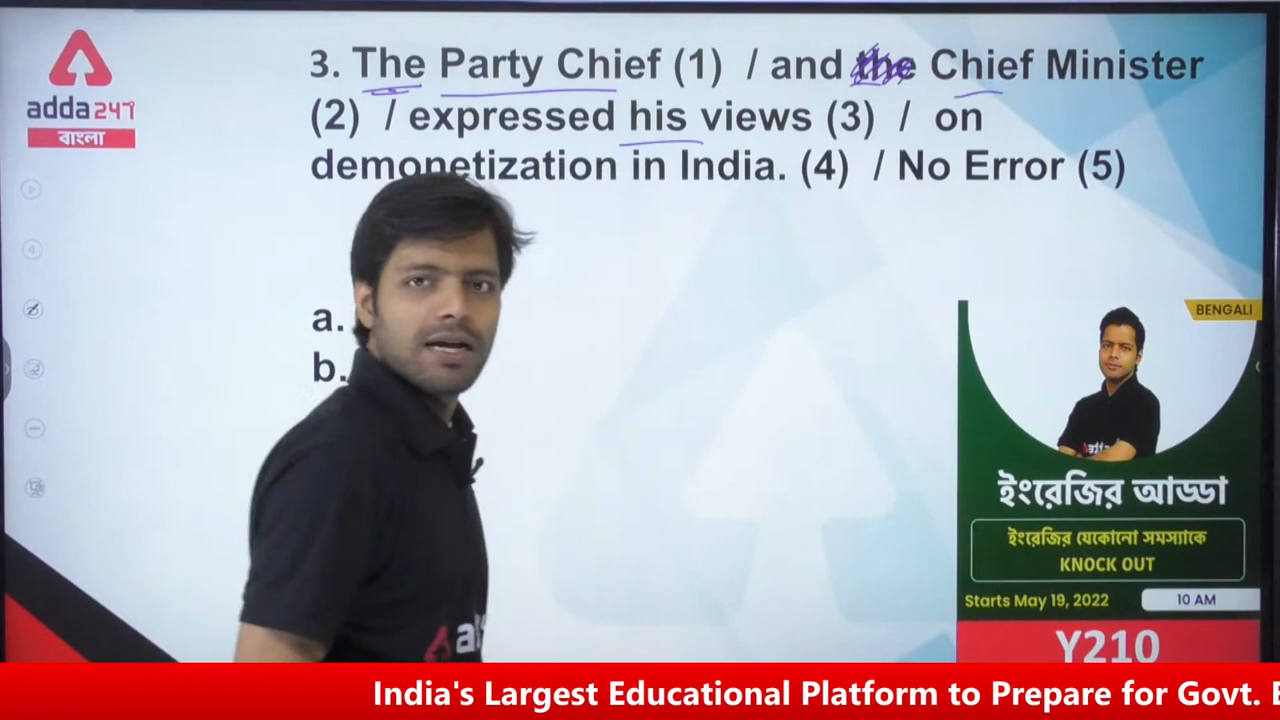 adda247
বাংলা
3. The Party Chief (1) / and the Chief Minister
(2) / expressed his views (3) / on
demonetization in India. (4) / No Error (5)
a.
b.
BENGALI
ইংরেজির আড্ডা
ইংরেজির যেকোনো সমস্যাকে
KNOCK OUT
Starts May 19, 2022 10 AM
Y210
India's Largest Educational Platform to Prepare for Govt. E